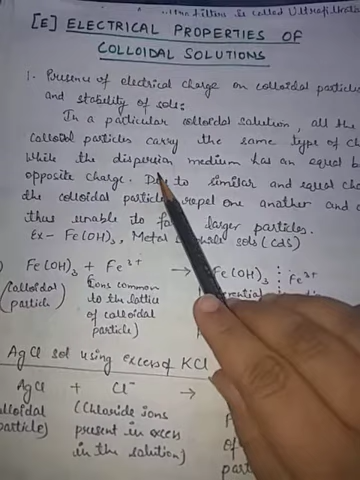 ultra filters is called Ultrafiltration
[E] ELECTRICAL PROPERTIES OF
COLLOIDAL SOLUTIONS
1. Presence of electrical charge on colloidal particles
and stability of sols:
In a particular colloidal solution, all the
colloidal particles carry the same type of
While the dispersion medium has an equal
opposite charge. to similar and equal
the colloidal particles repel one another and
thus unable to larger particles.
Ex- Fe(OH)3, Metal sols (CdS)
Fe(OH)3 + Fe3+ → Fe(OH)3 ⋮ Fe3+
(Colloidal particle)
(Ions common
to the lattice
of colloidal
particle)
AgCl sol using excess of KCl
AgCl + Cl- →
(Chloride ions
present in excess
in the solution)